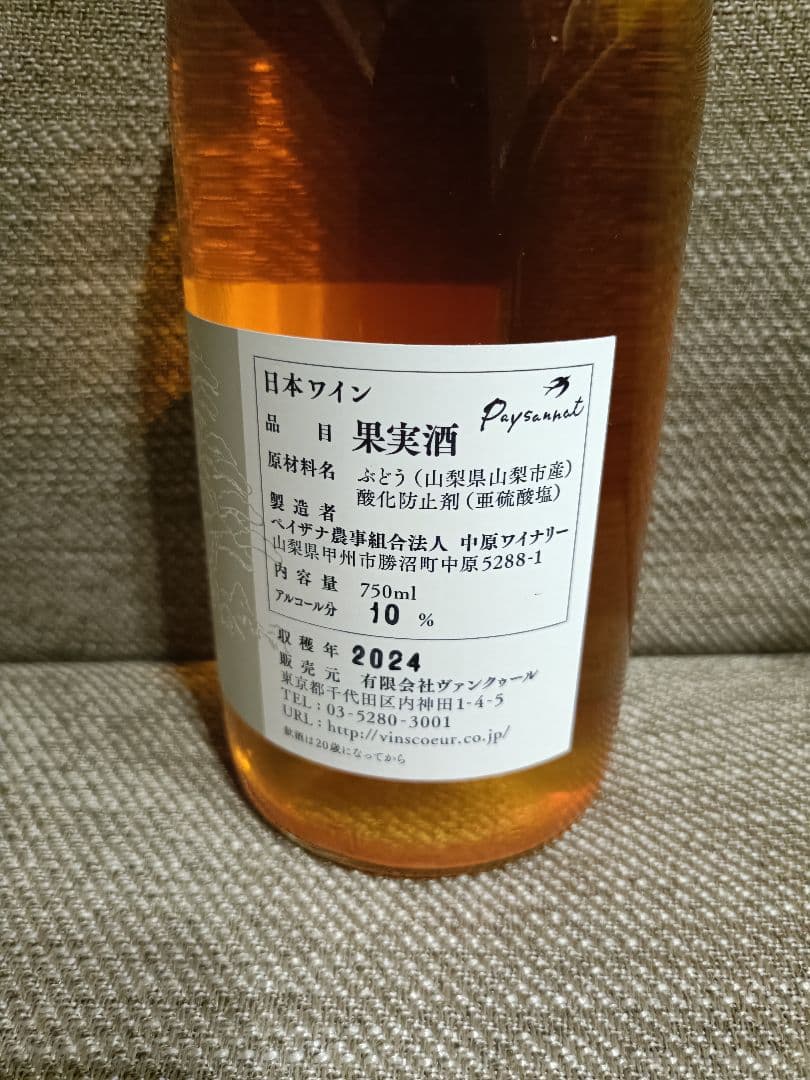 日本ワイン
Paysannat
品目 果実酒
原材料名 ぶどう（山梨県山梨市産）
酸化防止剤（亜硫酸塩）
製造者
ペイザナ農事組合法人 中原ワイナリー
山梨県甲州市勝沼町中原5288-1
内容量 750ml
アルコール分 10 %
収穫年 2024
販売元 有限会社ヴァンクゥール
東京都千代田区内神田1-4-5
TEL : 03-5280-3001
URL : http://vinscoeur.co.jp/
飲酒は20歳になってから